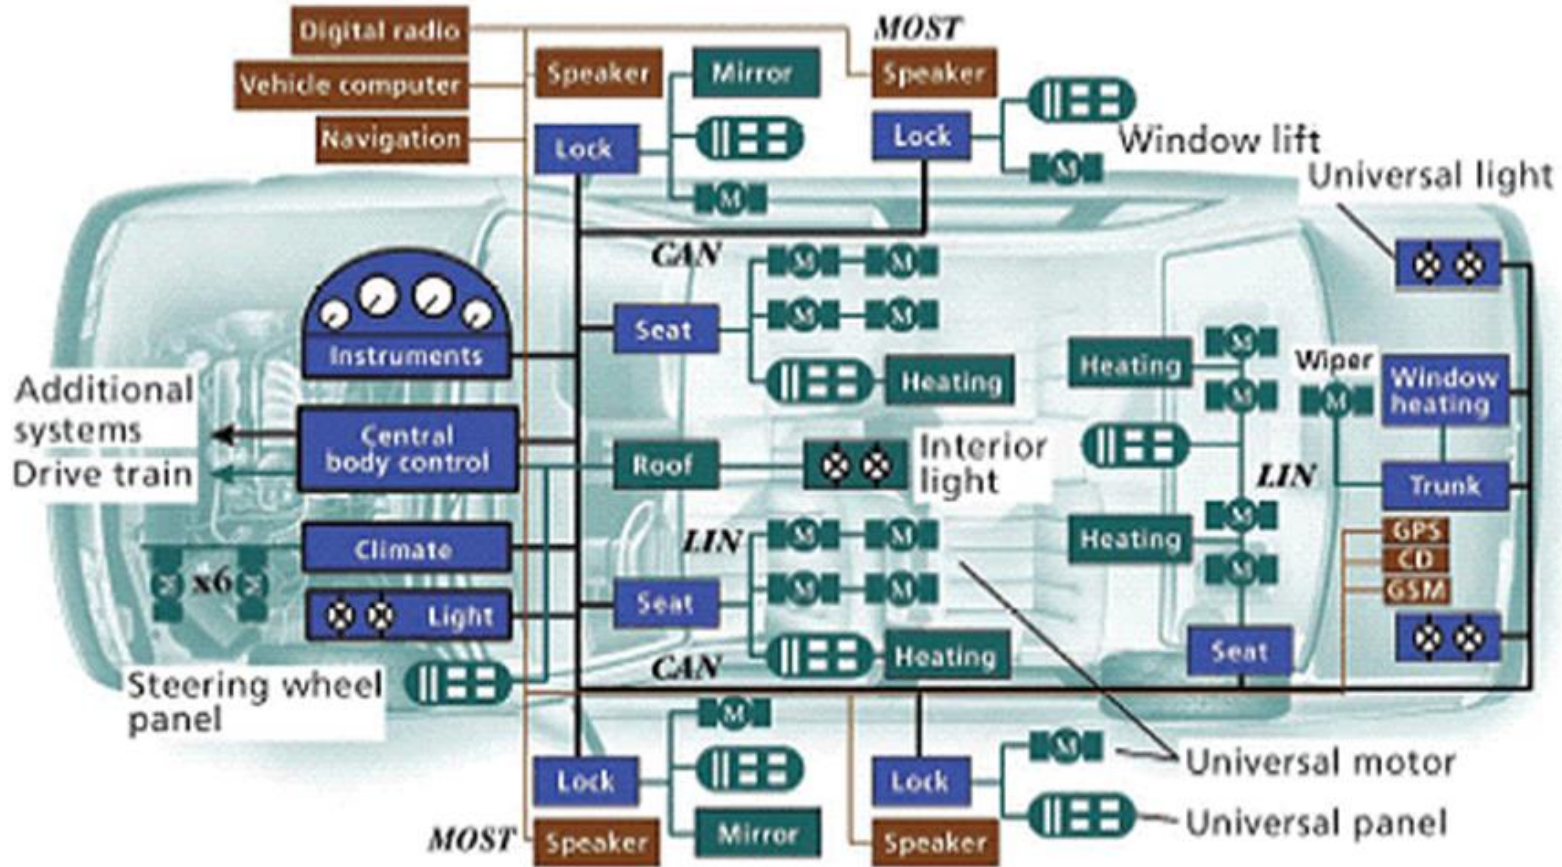 Digital radio
MOST
Vehicle computer
Speaker
Mirror
Speaker
Navigation
Lock
Lock
M
M
Window lift
Universal light
CAN
M
M
Instruments
Seat
M
M
Heating
Heating
M
M
Wiper
M
Window
heating
Additional
systems
Drive train
Central
body control
Roof
Interior
light
LIN
Trunk
LIN
M
M
Heating
M
M
GPS
CD
GSM
Climate
x6
Light
Seat
M
M
Heating
Seat
CAN
Steering wheel
panel
M
M
Lock
Lock
Universal motor
Universal panel
MOST
Speaker
Mirror
Speaker